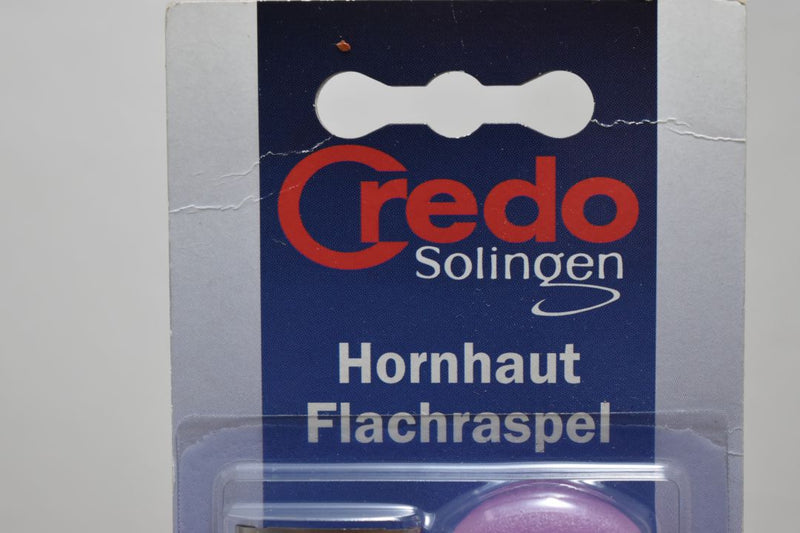 Credo
Solingen
Hornhaut
Flachraspel